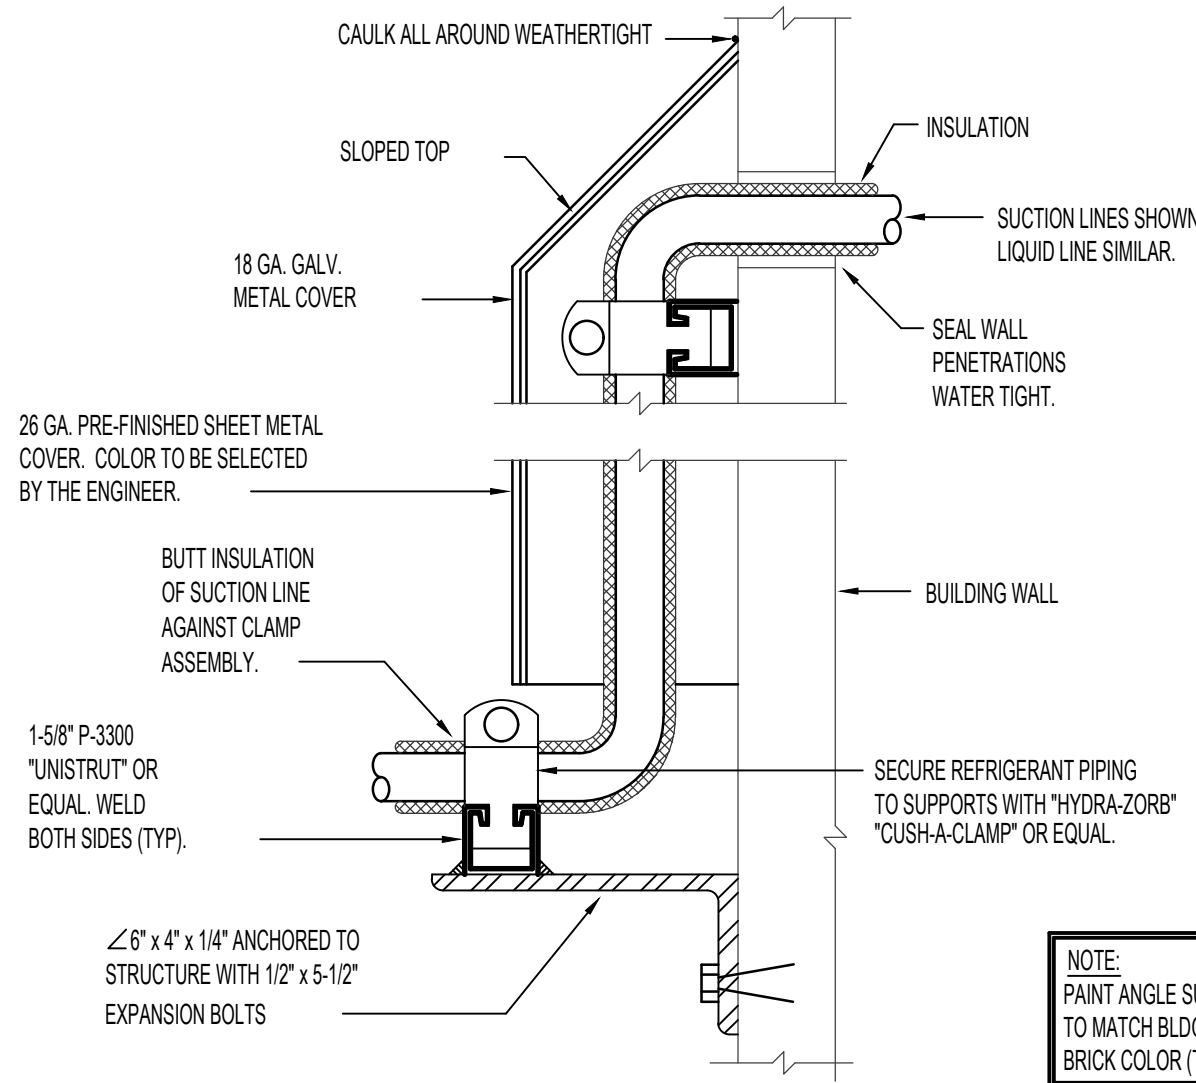 CAULK ALL AROUND WEATHERTIGHT
SLOPED TOP
INSULATION
SUCTION LINES SHOWN
LIQUID LINE SIMILAR.
18 GA. GALV.
METAL COVER
SEAL WALL
PENETRATIONS
WATER TIGHT.
26 GA. PRE-FINISHED SHEET METAL
COVER. COLOR TO BE SELECTED
BY THE ENGINEER.
BUTT INSULATION
OF SUCTION LINE
AGAINST CLAMP
ASSEMBLY.
BUILDING WALL
1-5/8" P-3300
"UNISTRUT" OR
EQUAL. WELD
BOTH SIDES (TYP).
SECURE REFRIGERANT PIPING
TO SUPPORTS WITH "HYDRA-ZORB"
"CUSH-A-CLAMP" OR EQUAL.
∠6" x 4" x 1/4" ANCHORED TO
STRUCTURE WITH 1/2" x 5-1/2"
EXPANSION BOLTS
NOTE:
PAINT ANGLE
TO MATCH
BRICK COLOR